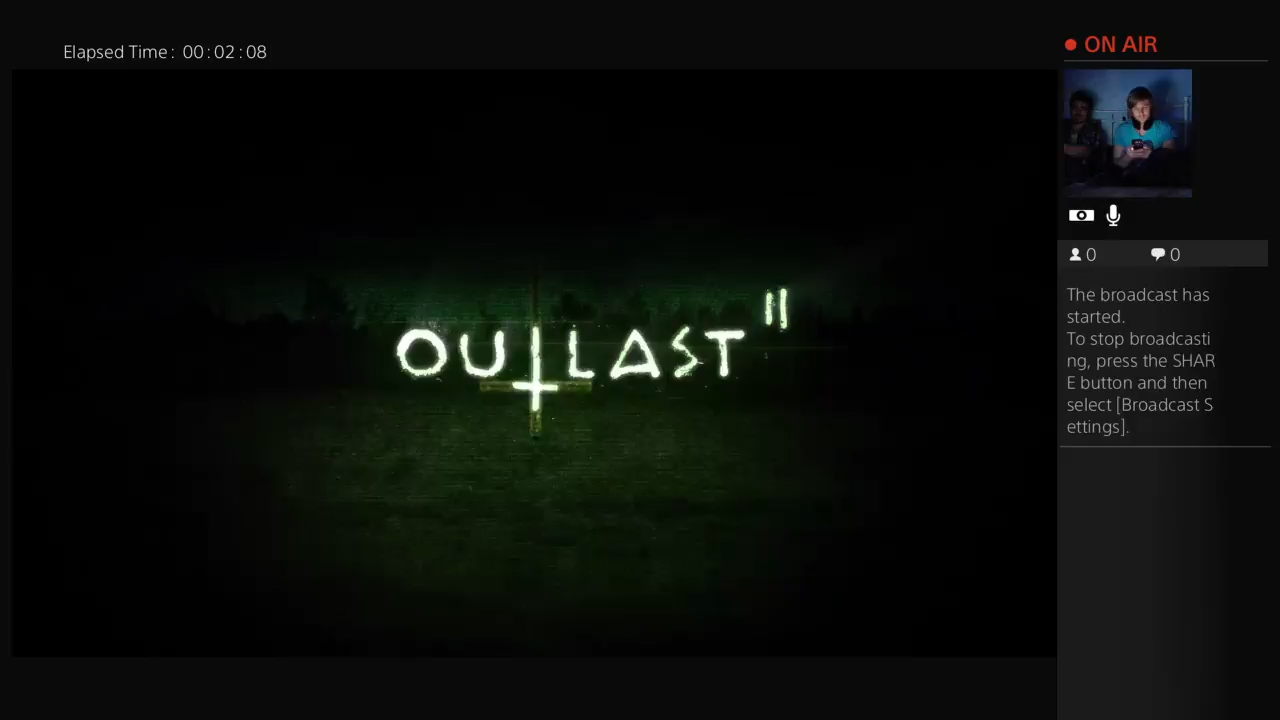 Elapsed Time: 00:02:08
ON AIR
OUTLAST II
0 0
The broadcast has
started.
To stop broadcasti
ng, press the SHAR
E button and then
select [Broadcast S
ettings].